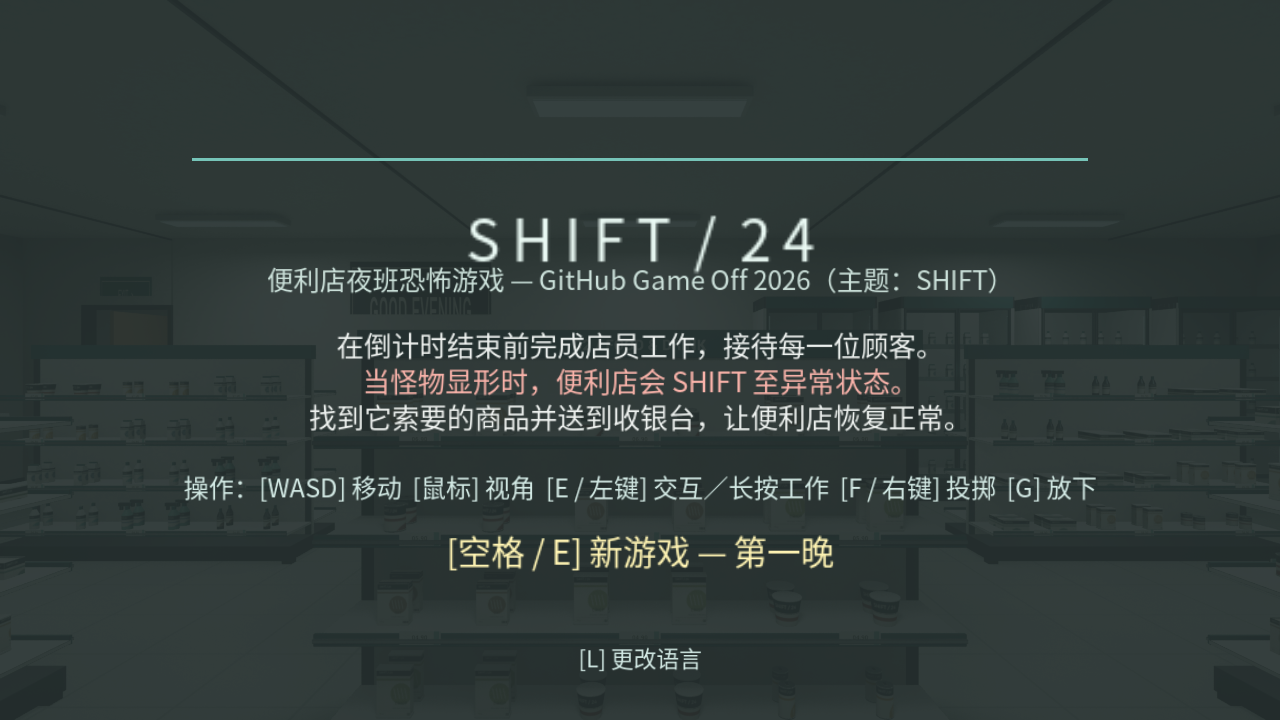 SHIFT / 24
便利店夜班恐怖游戏 — GitHub Game Off 2026（主题：SHIFT）
GOOD EVENING
在倒计时结束前完成店员工作，接待每一位顾客。
当怪物显形时，便利店会 SHIFT 至异常状态。
找到它索要的商品并送到收银台，让便利店恢复正常。
操作：[WASD] 移动 [鼠标] 视角 [E / 左键] 交互／长按工作 [F / 右键] 投掷 [G] 放下
[空格 / E] 新游戏 — 第一晚
[L] 更改语言